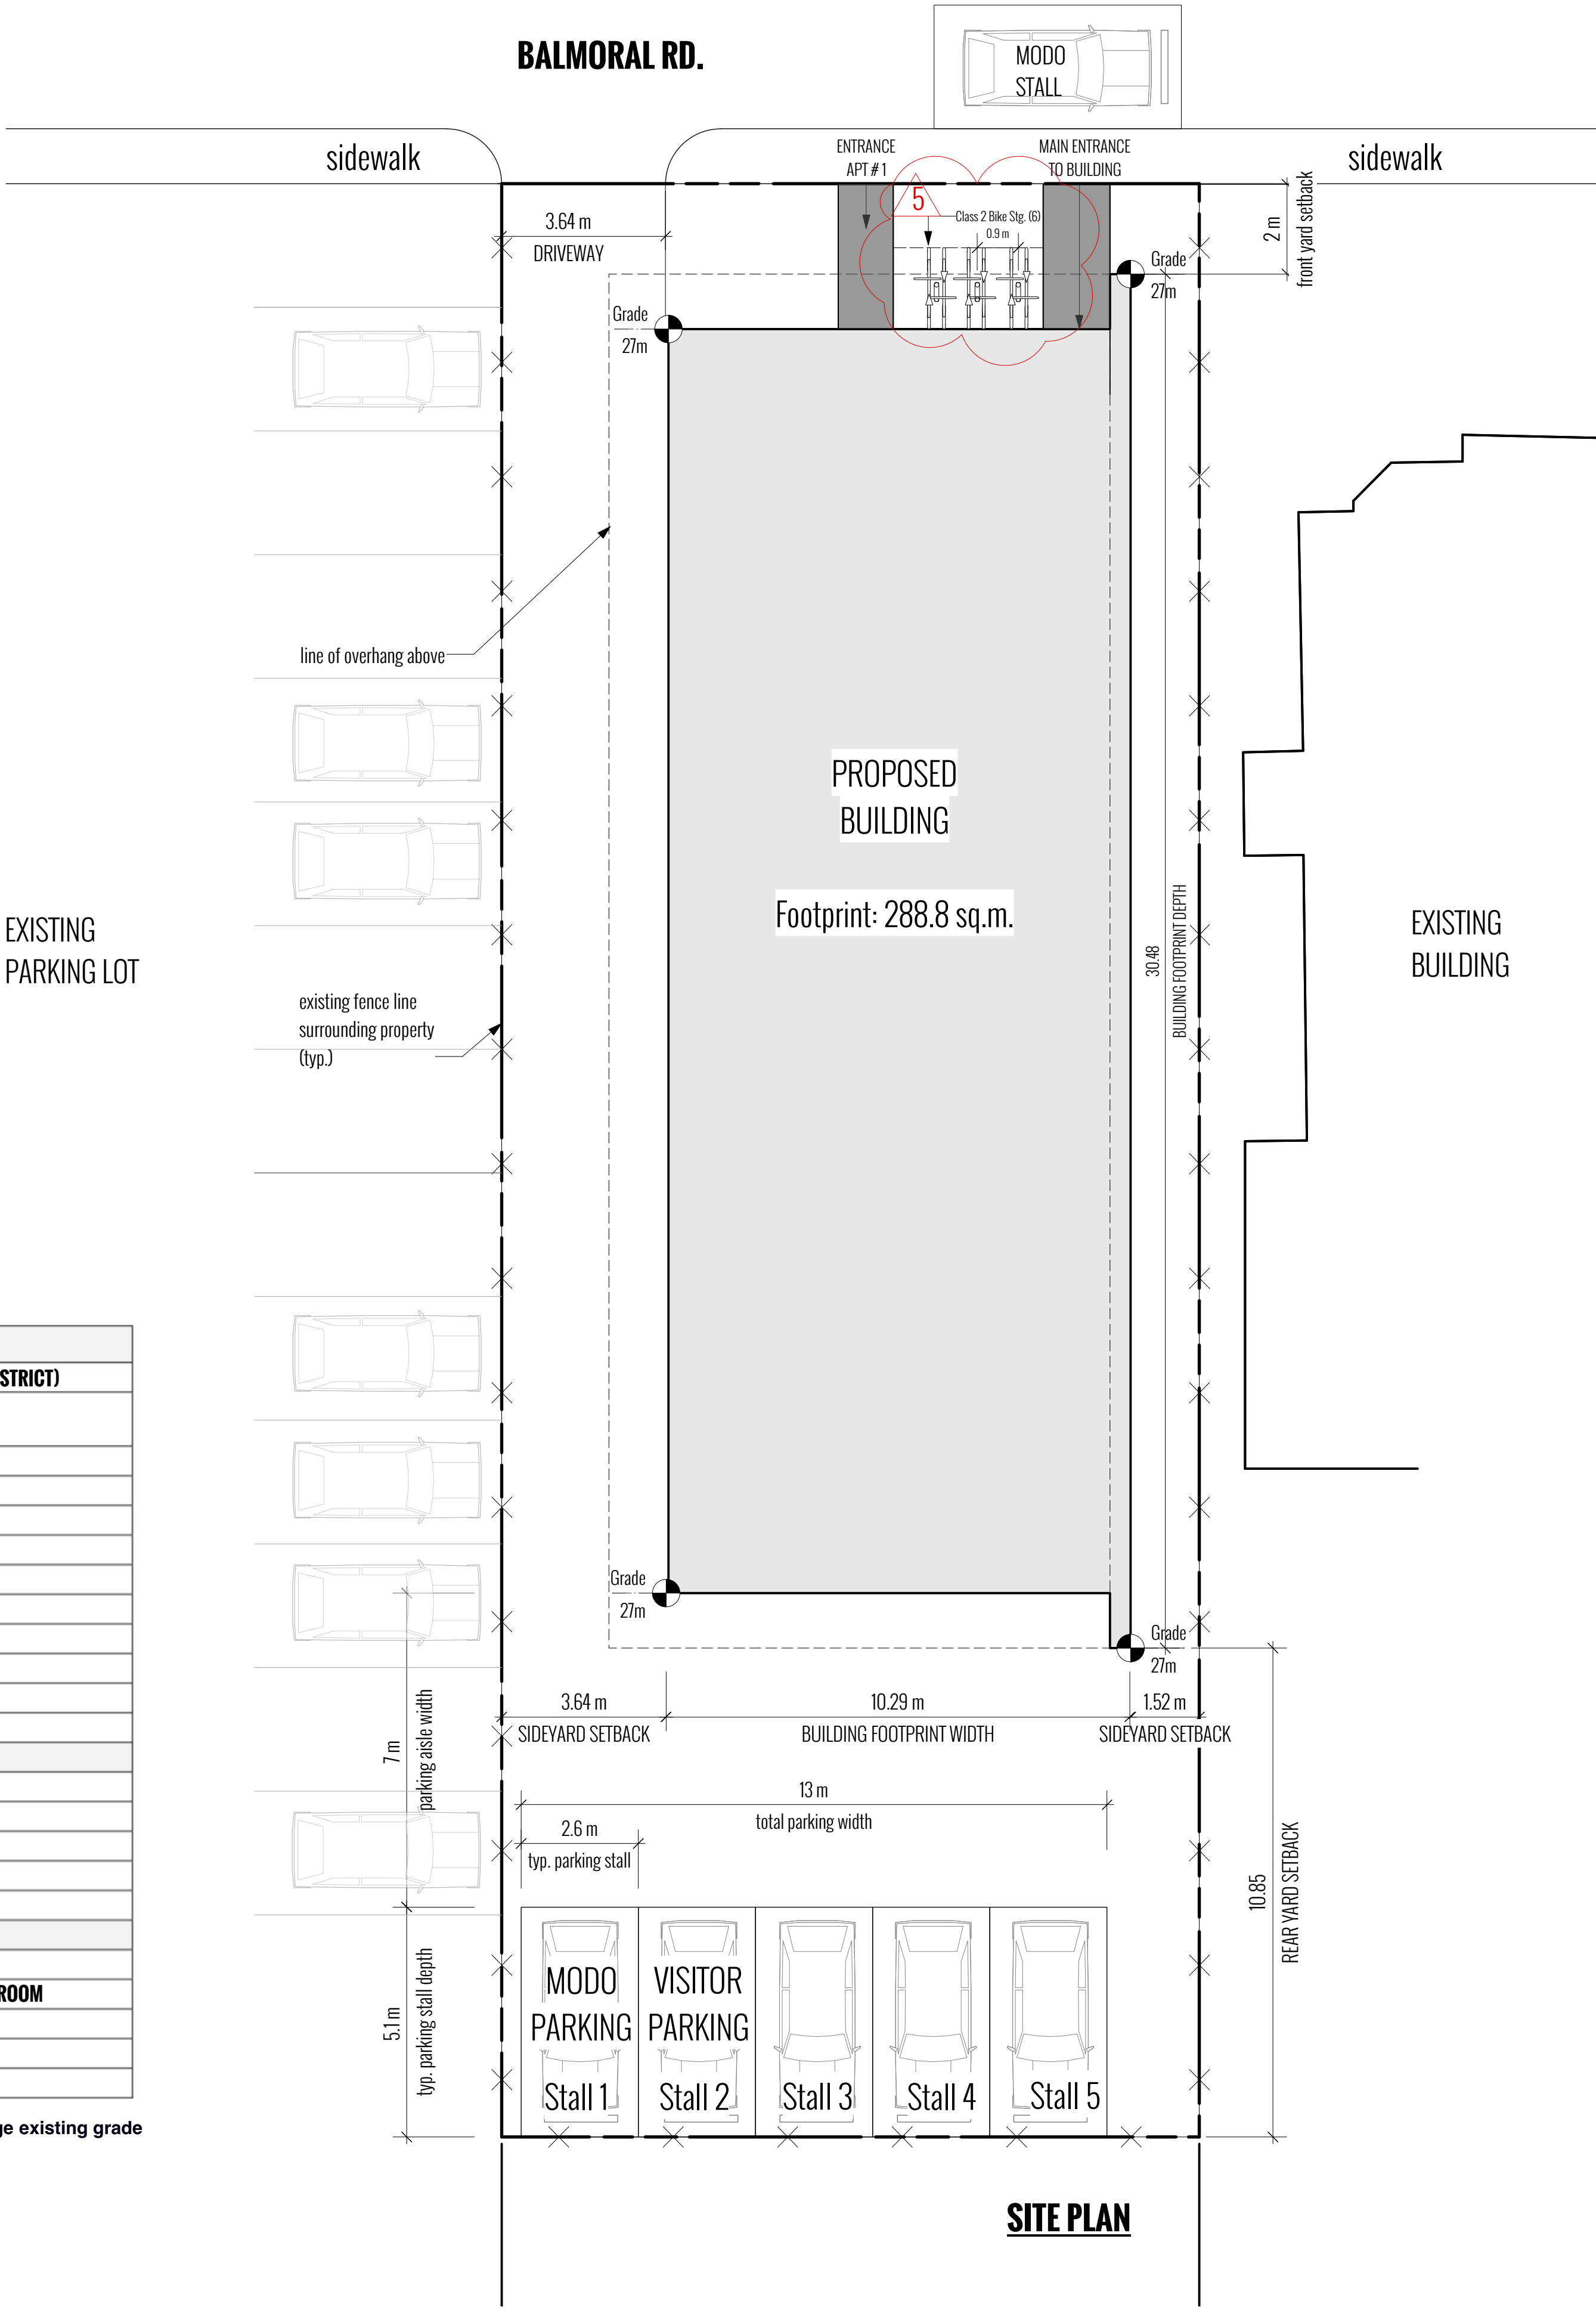 BALMORAL RD.
MODO
STALL
sidewalk
ENTRANCE
APT # 1
MAIN ENTRANCE
TO BUILDING
sidewalk
5
Class 2 Bike Stg. (6)
0.9 m
3.64 m
DRIVEWAY
2 m
front yard setback
Grade
27m
Grade
27m
line of overhang above
PROPOSED
BUILDING
Footprint: 288.8 sq.m.
30.48
BUILDING FOOTPRINT DEPTH
EXISTING
PARKING LOT
EXISTING
BUILDING
existing fence line
surrounding property
(typ.)
STRICT)
Grade
27m
Grade
27m
3.64 m
SIDEYARD SETBACK
10.29 m
BUILDING FOOTPRINT WIDTH
1.52 m
SIDEYARD SETBACK
7 m
parking aisle width
13 m
total parking width
2.6 m
typ. parking stall
10.85
REAR YARD SETBACK
5.1 m
typ. parking stall depth
MODO
PARKING
Stall 1
VISITOR
PARKING
Stall 2
Stall 3
Stall 4
Stall 5
ROOM
ge existing grade
SITE PLAN